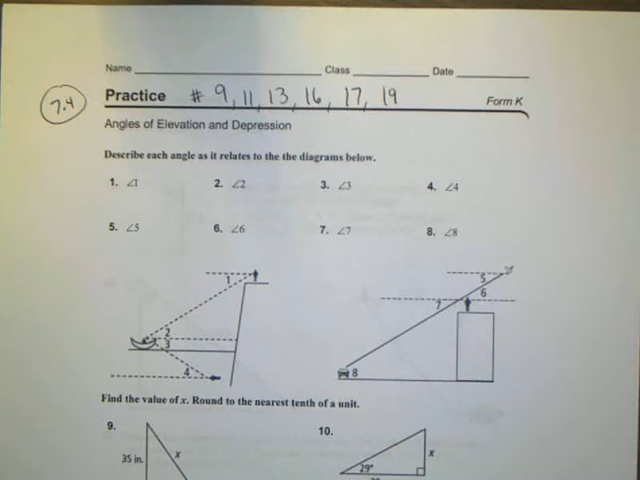 Name Class Date
7.4
Practice # 9, 11, 13, 16, 17, 19 Form K
Angles of Elevation and Depression
Describe each angle as it relates to the the diagrams below.
1. ∠1 2. ∠2 3. ∠3 4. ∠4
5. ∠5 6. ∠6 7. ∠7 8. ∠8
1 2 3 4
5 6 7 8
Find the value of x. Round to the nearest tenth of a unit.
9. 10.
35 in. x 29° x